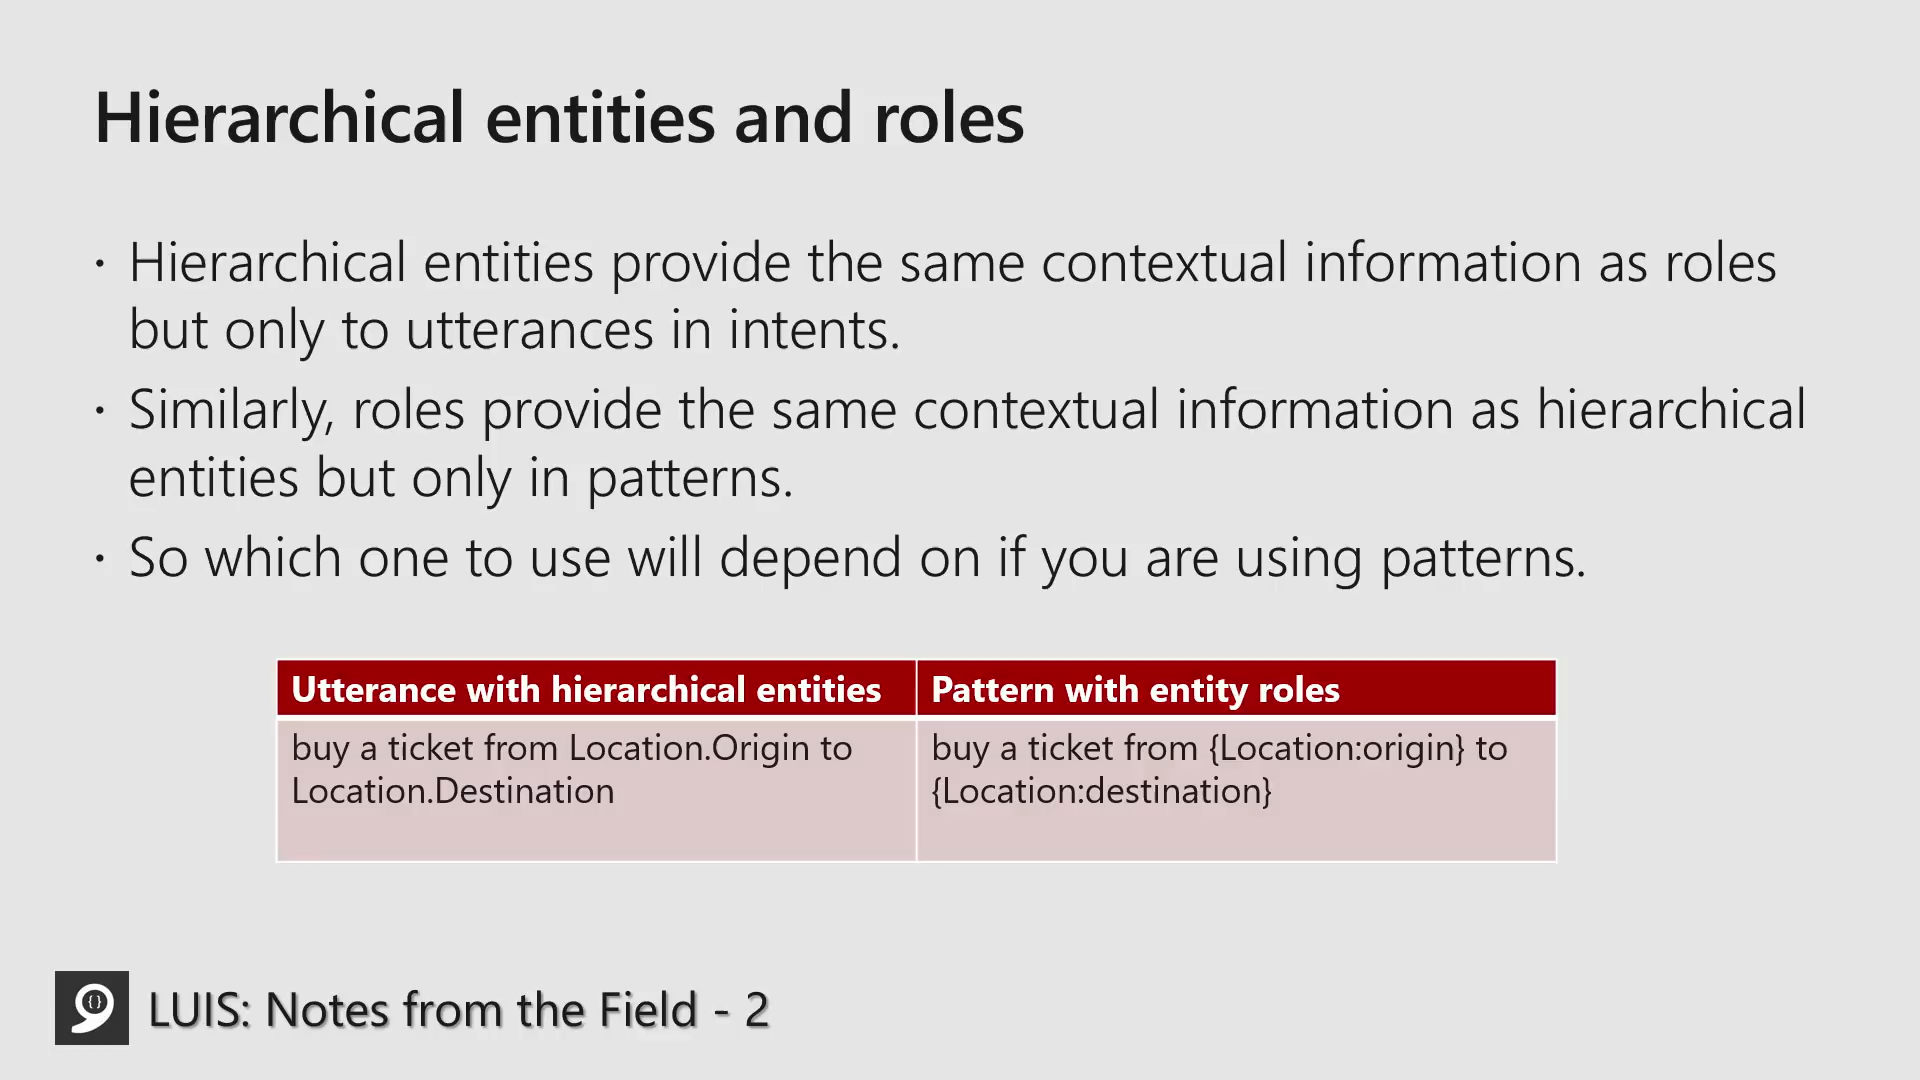 Hierarchical entities and roles
· Hierarchical entities provide the same contextual information as roles
but only to utterances in intents.
· Similarly, roles provide the same contextual information as hierarchical
entities but only in patterns.
· So which one to use will depend on if you are using patterns.
Utterance with hierarchical entities
Pattern with entity roles
buy a ticket from Location.Origin to
Location.Destination
buy a ticket from {Location:origin} to
{Location:destination}
{}
LUIS: Notes from the Field - 2